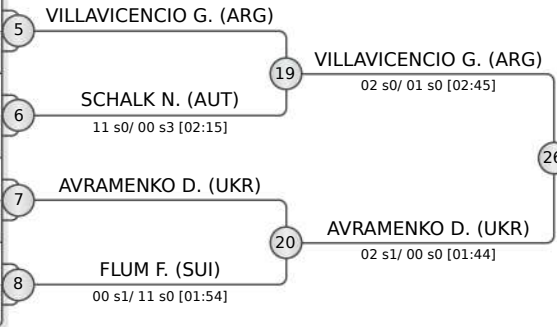 5
VILLAVICENCIO G. (ARG)
19
VILLAVICENCIO G. (ARG)
02 s0/ 01 s0 [02:45]
6
SCHALK N. (AUT)
11 s0/ 00 s3 [02:15]
26
7
AVRAMENKO D. (UKR)
20
AVRAMENKO D. (UKR)
02 s1/ 00 s0 [01:44]
8
FLUM F. (SUI)
00 s1/ 11 s0 [01:54]